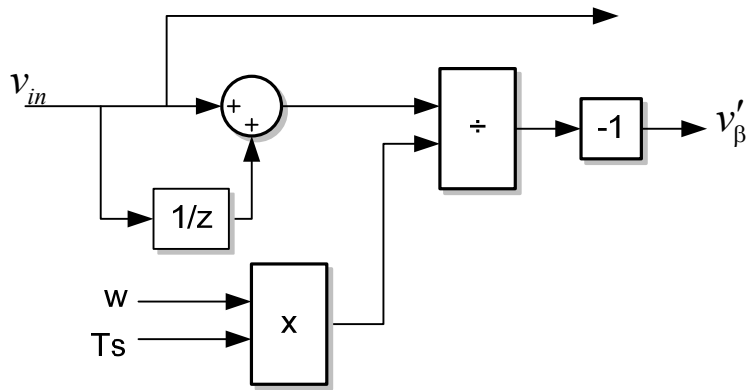 v_in
+
+
÷
-1
v′_β
1/z
w
Ts
x